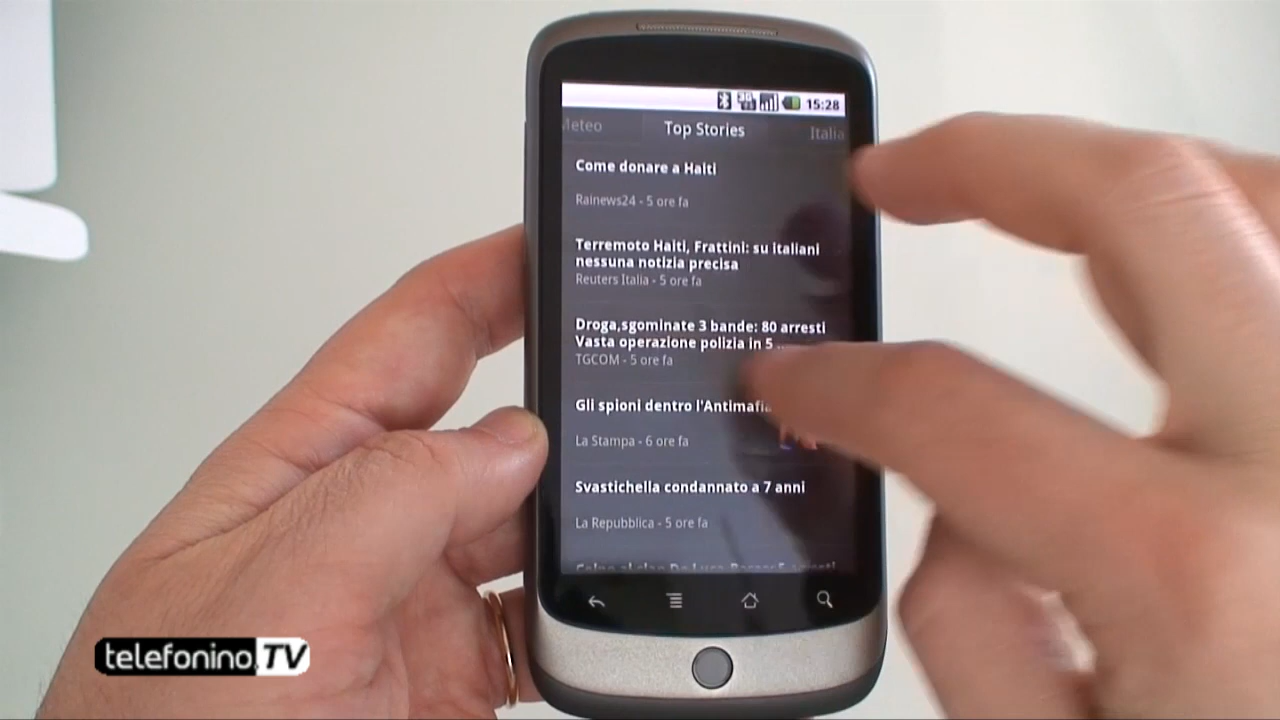 15:28
Meteo Top Stories Italia
Come donare a Haiti
Rainews24 - 5 ore fa
Terremoto Haiti, Frattini: su italiani
nessuna notizia precisa
Reuters Italia - 5 ore fa
Droga,sgominate 3 bande: 80 arresti
Vasta operazione polizia in 5 ...
TGCOM - 5 ore fa
Gli spioni dentro l'Antimafia
La Stampa - 6 ore fa
Svastichella condannato a 7 anni
La Repubblica - 5 ore fa
telefonino.TV